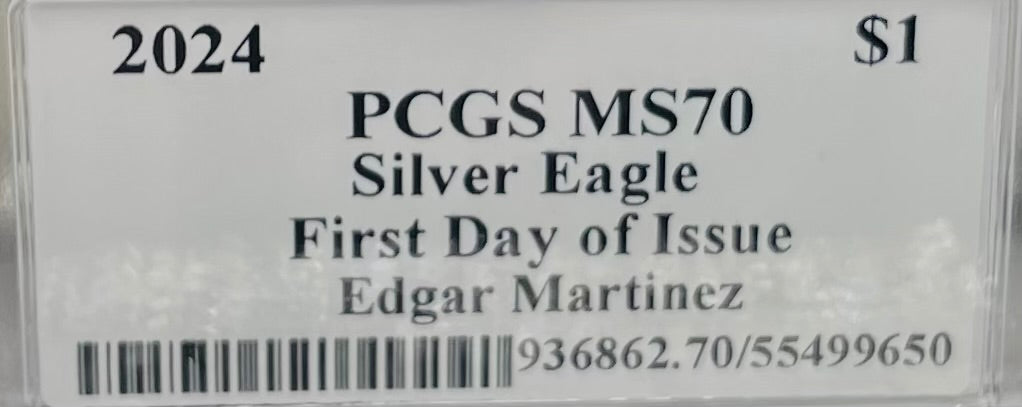 2024 $1
PCGS MS70
Silver Eagle
First Day of Issue
Edgar Martinez
936862.70/55499650